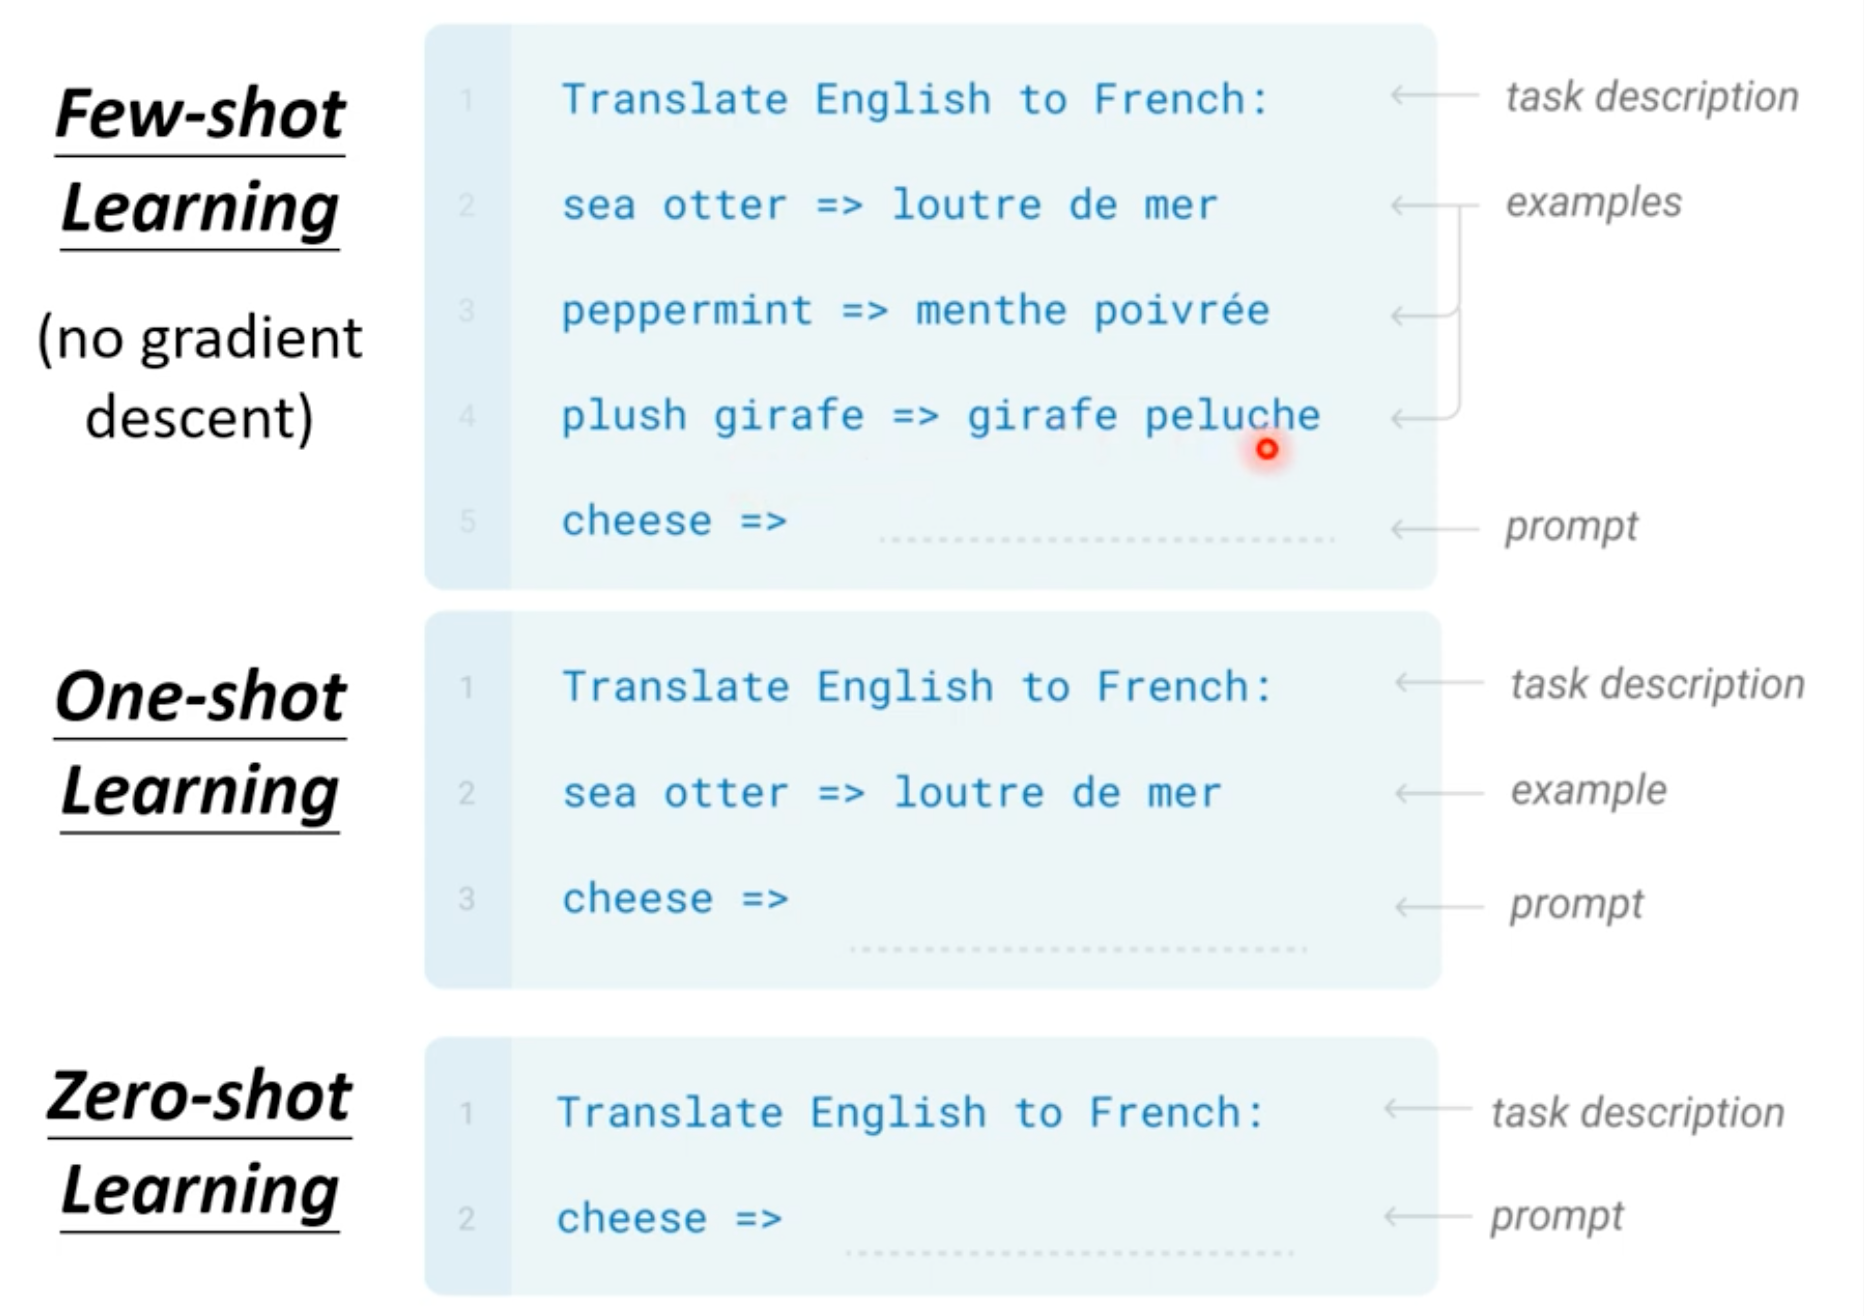 Few-shot
Learning
(no gradient
descent)
1 Translate English to French: task description
2 sea otter => loutre de mer examples
3 peppermint => menthe poivrée
4 plush girafe => girafe peluche
5 cheese => prompt
One-shot
Learning
1 Translate English to French: task description
2 sea otter => loutre de mer example
3 cheese => prompt
Zero-shot
Learning
1 Translate English to French: task description
2 cheese => prompt